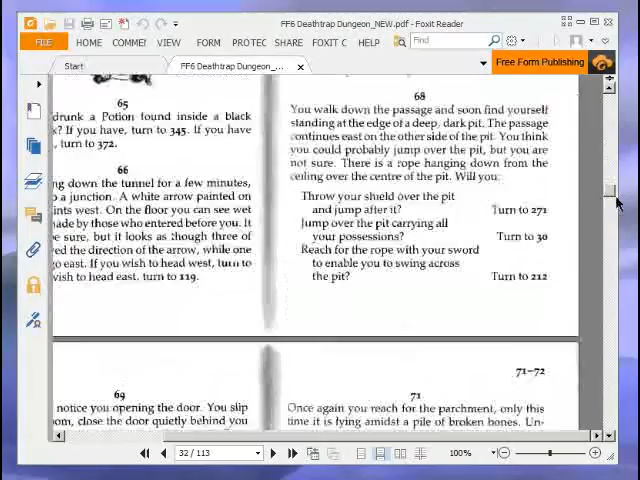 FF6 Deathtrap Dungeon_NEW.pdf - Foxit Reader
FILE HOME COMMEI VIEW FORM PROTEC SHARE FOXIT C HELP Find
Start FF6 Deathtrap Dungeon_... Free Form Publishing
65
drunk a Potion found inside a black
? If you have, turn to 345. If you have
, turn to 372.
66
ng down the tunnel for a few minutes,
o a junction. A white arrow painted on
ints west. On the floor you can see wet
made by those who entered before you. It
e sure, but it looks as though three of
ed the direction of the arrow, while one
o east. If you wish to head west, turn to
wish to head east, turn to 119.
68
You walk down the passage and soon find yourself
standing at the edge of a deep, dark pit. The passage
continues east on the other side of the pit. You think
you could probably jump over the pit, but you are
not sure. There is a rope hanging down from the
ceiling over the centre of the pit. Will you:
Throw your shield over the pit
and jump after it? Turn to 271
Jump over the pit carrying all
your possessions? Turn to 30
Reach for the rope with your sword
to enable you to swing across
the pit? Turn to 212
69
notice you opening the door. You slip
om, close the door quietly behind you
71-72
71
Once again you reach for the parchment, only this
time it is lying amidst a pile of broken bones. Un-
32 / 113 100%